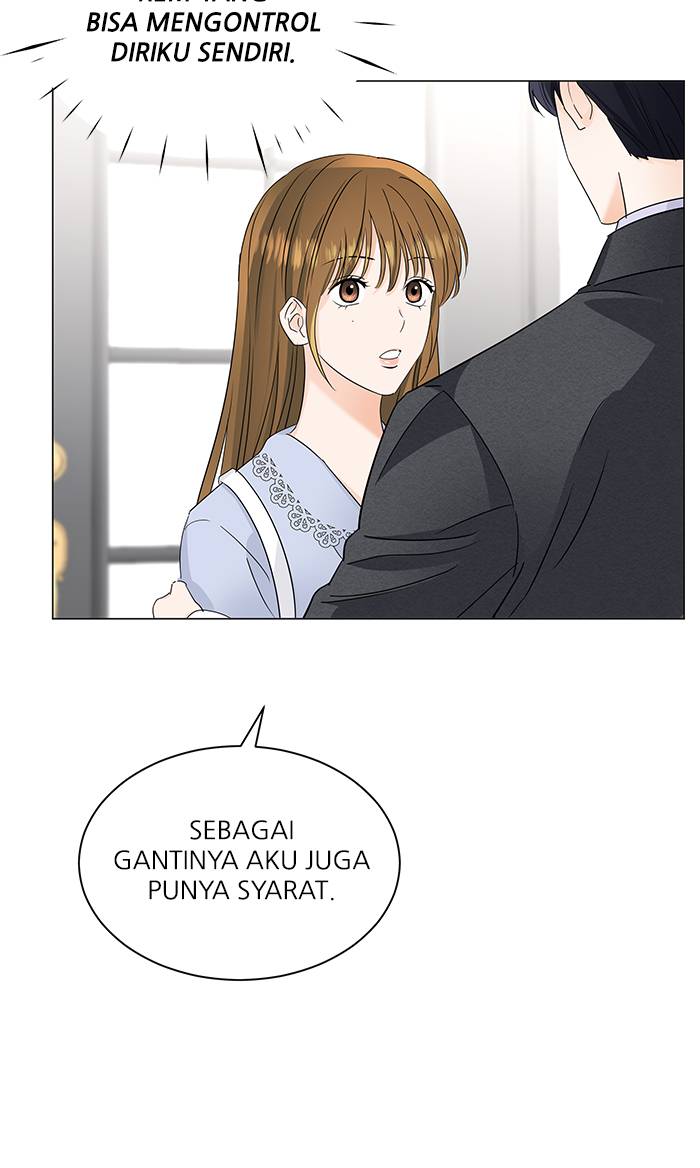 BISA MENGONTROL
DIRIKU SENDIRI.
SEBAGAI
GANTINYA AKU JUGA
PUNYA SYARAT.